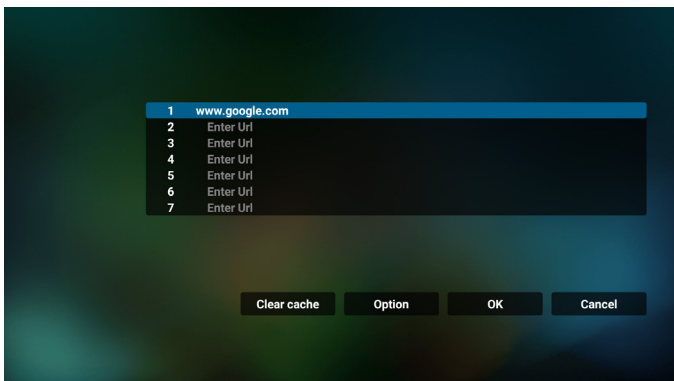 1 www.google.com
2 Enter Url
3 Enter Url
4 Enter Url
5 Enter Url
6 Enter Url
7 Enter Url
Clear cache Option OK Cancel